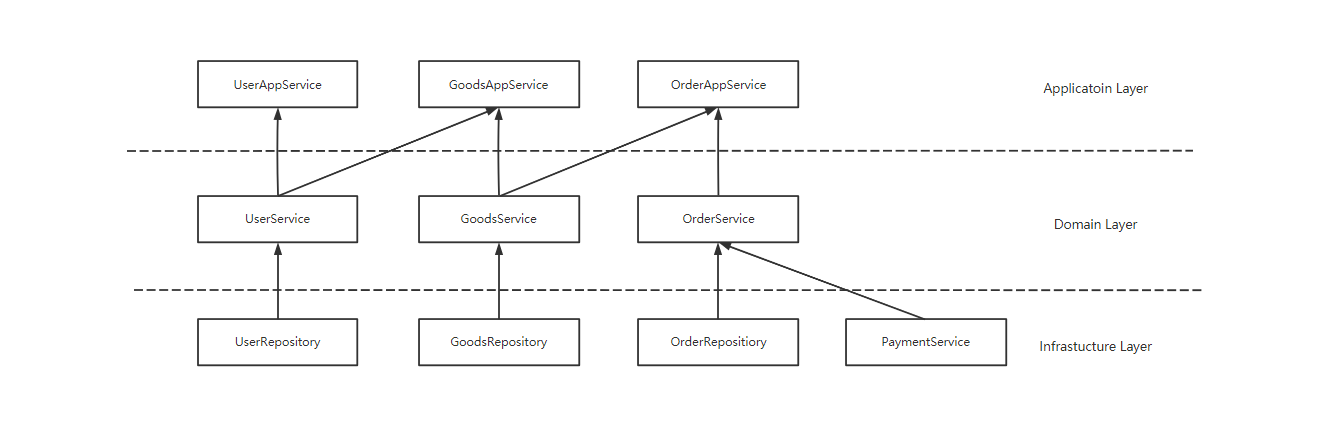 UserAppService
GoodsAppService
OrderAppService
Applicatoin Layer
UserService
GoodsService
OrderService
Domain Layer
UserRepository
GoodsRepository
OrderRepositiory
PaymentService
Infrastucture Layer